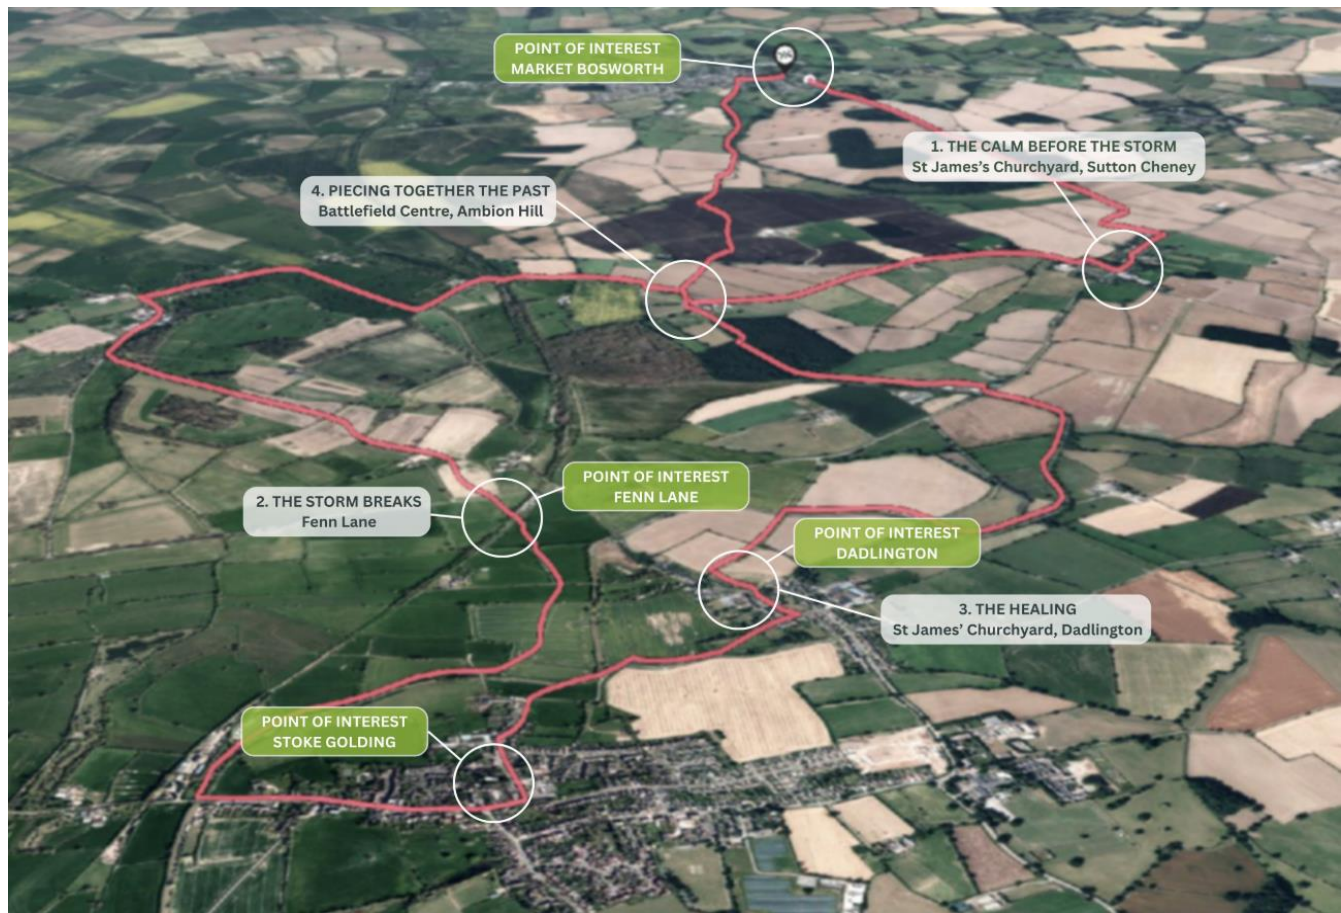 POINT OF INTEREST
MARKET BOSWORTH
1. THE CALM BEFORE THE STORM
St James's Churchyard, Sutton Cheney
4. PIECING TOGETHER THE PAST
Battlefield Centre, Ambion Hill
POINT OF INTEREST
FENN LANE
2. THE STORM BREAKS
Fenn Lane
POINT OF INTEREST
DADLINGTON
3. THE HEALING
St James' Churchyard, Dadlington
POINT OF INTEREST
STOKE GOLDING